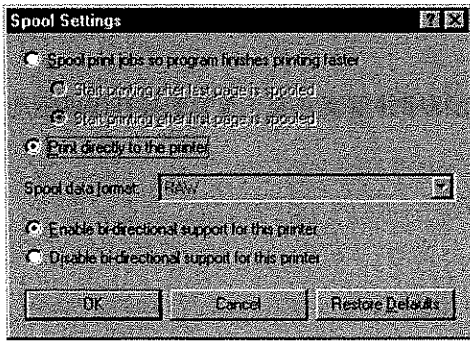 Spool Settings
Spool print jobs so program finishes printing faster
Start printing after last page is spooled
Start printing after first page is spooled
Print directly to the printer
Spool data format: RAW
Enable bi-directional support for this printer
Disable bi-directional support for this printer
OK Cancel Restore Defaults